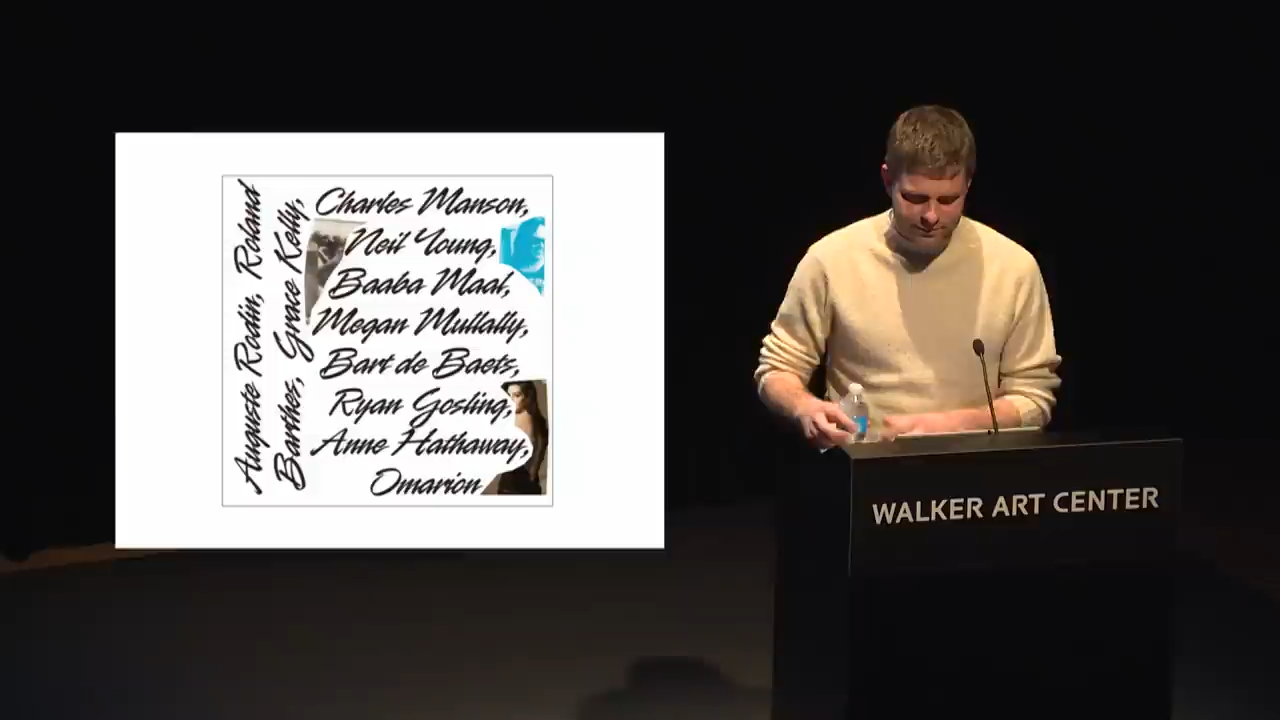 Auguste Rodin, Roland
Barthes, Grace Kelly,
Charles Manson,
Neil Young,
Baaba Maal,
Megan Mullally,
Bart de Baets,
Ryan Gosling,
Anne Hathaway,
Omarion
WALKER ART CENTER